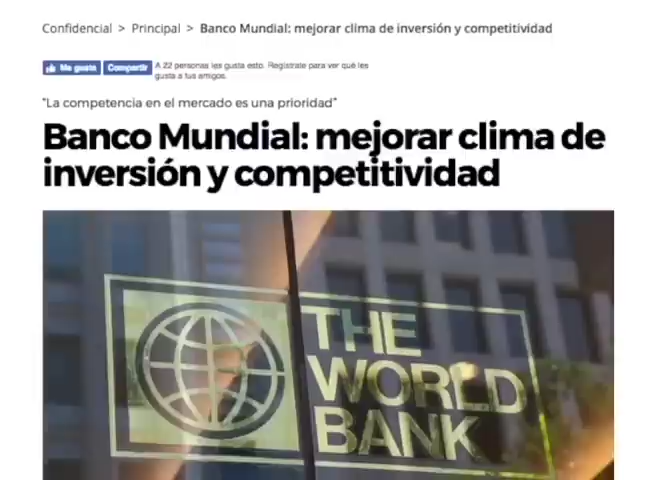 Confidencial > Principal > Banco Mundial: mejorar clima de inversión y competitividad
Me gusta Compartir A 22 personas les gusta esto. Regístrate para ver qué les
gusta a tus amigos.
"La competencia en el mercado es una prioridad"
Banco Mundial: mejorar clima de
inversión y competitividad
THE
WORLD
BANK